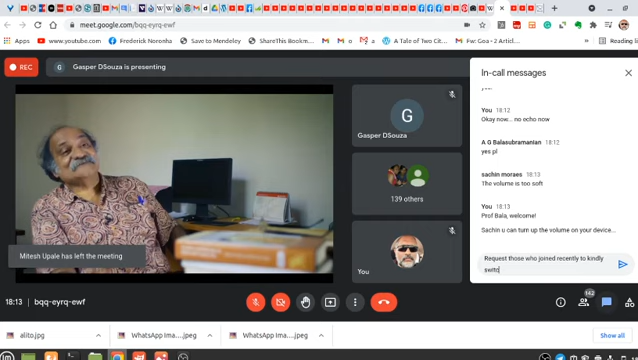 meet.google.com/bqq-eyrq-ewf
www.youtube.com
Frederick Noronha
Save to Mendeley
ShareThis Bookmark...
A Tale of Two Cit...
Fw: Goa - 2 Artic...
Reading li
REC
G
Gasper DSouza is presenting
Mitesh Upale has left the meeting
G
Gasper DSouza
139 others
You
In-call messages
You 18:12
Okay now... no echo now
A G Balasubramanian 18:12
yes pl
sachin moraes 18:13
The volume is too soft
You 18:13
Prof Bala, welcome!
Sachin u can turn up the volume on your device...
Request those who joined recently to kindly
switc
18:13 bqq-eyrq-ewf
142
alito.jpg
WhatsApp Ima....jpeg
WhatsApp Ima....jpeg
Show all